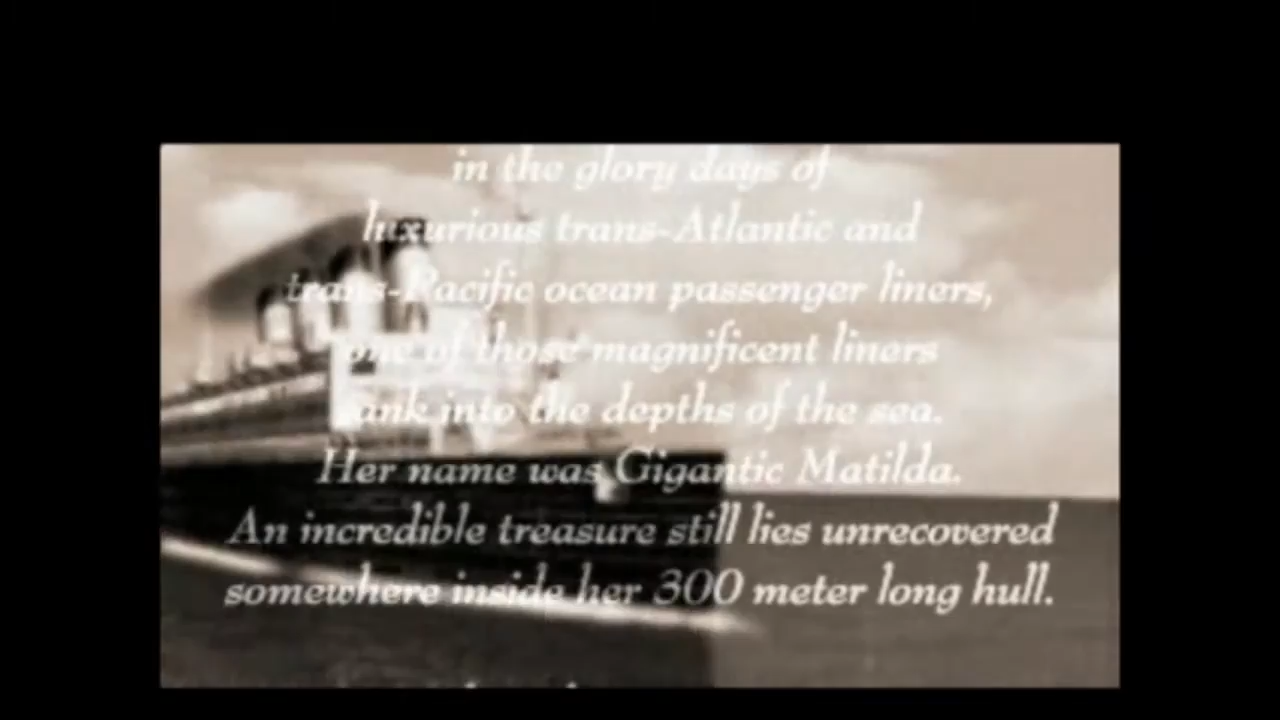 in the glory days of
luxurious trans-Atlantic and
trans-Pacific ocean passenger liners,
one of those magnificent liners
sank into the depths of the sea.
Her name was Gigantic Matilda.
An incredible treasure still lies unrecovered
somewhere inside her 300 meter long hull.